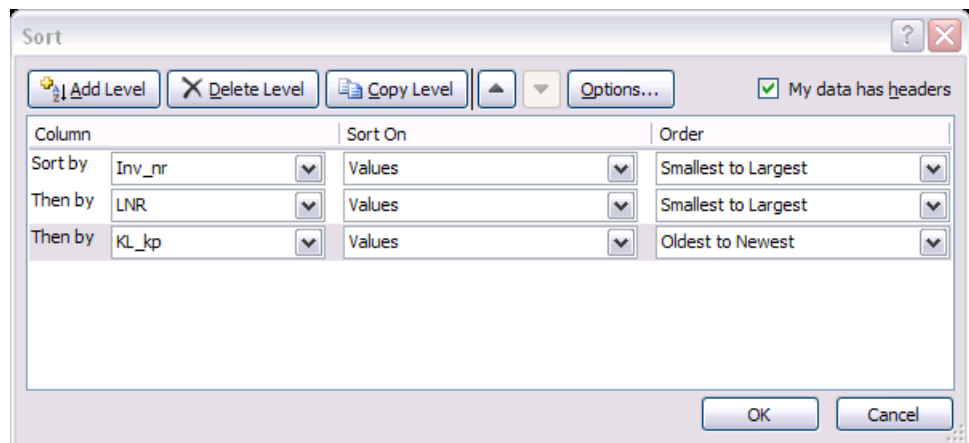 Sort
Add Level Delete Level Copy Level Options... My data has headers
Column Sort On Order
Sort by Inv_nr Values Smallest to Largest
Then by LNR Values Smallest to Largest
Then by KL_kp Values Oldest to Newest
OK Cancel